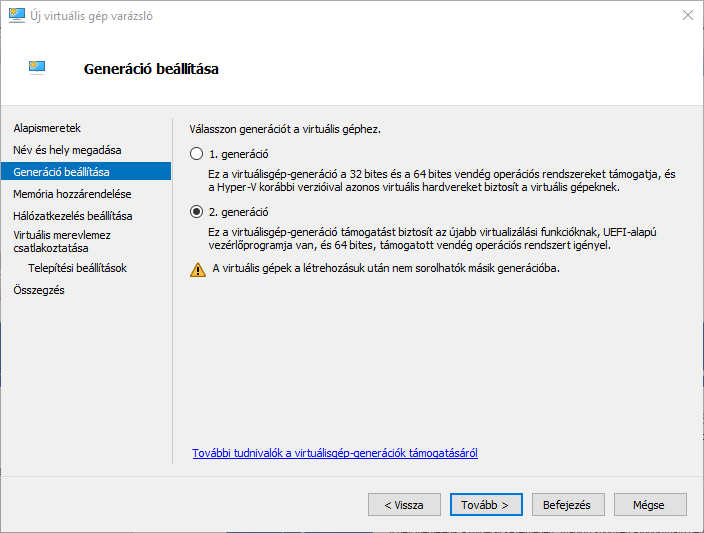 Új virtuális gép varázsló
Generáció beállítása
Alapismeretek
Név és hely megadása
Generáció beállítása
Memória hozzárendelése
Hálózatkezelés beállítása
Virtuális merevlemez
csatlakoztatása
Telepítési beállítások
Összegzés
Válasszon generációt a virtuális géphez.
1. generáció
Ez a virtuálisgép-generáció a 32 bites és a 64 bites vendég operációs rendszereket támogatja, és
a Hyper-V korábbi verzióival azonos virtuális hardvereket biztosít a virtuális gépeknek.
2. generáció
Ez a virtuálisgép-generáció támogatást biztosít az újabb virtualizálási funkcióknak, UEFI-alapú
vezérlőprogramja van, és 64 bites, támogatott vendég operációs rendszert igényel.
A virtuális gépek a létrehozásuk után nem sorolhatók másik generációba.
További tudnivalók a virtuálisgép-generációk támogatásáról
< Vissza
Tovább >
Befejezés
Mégse